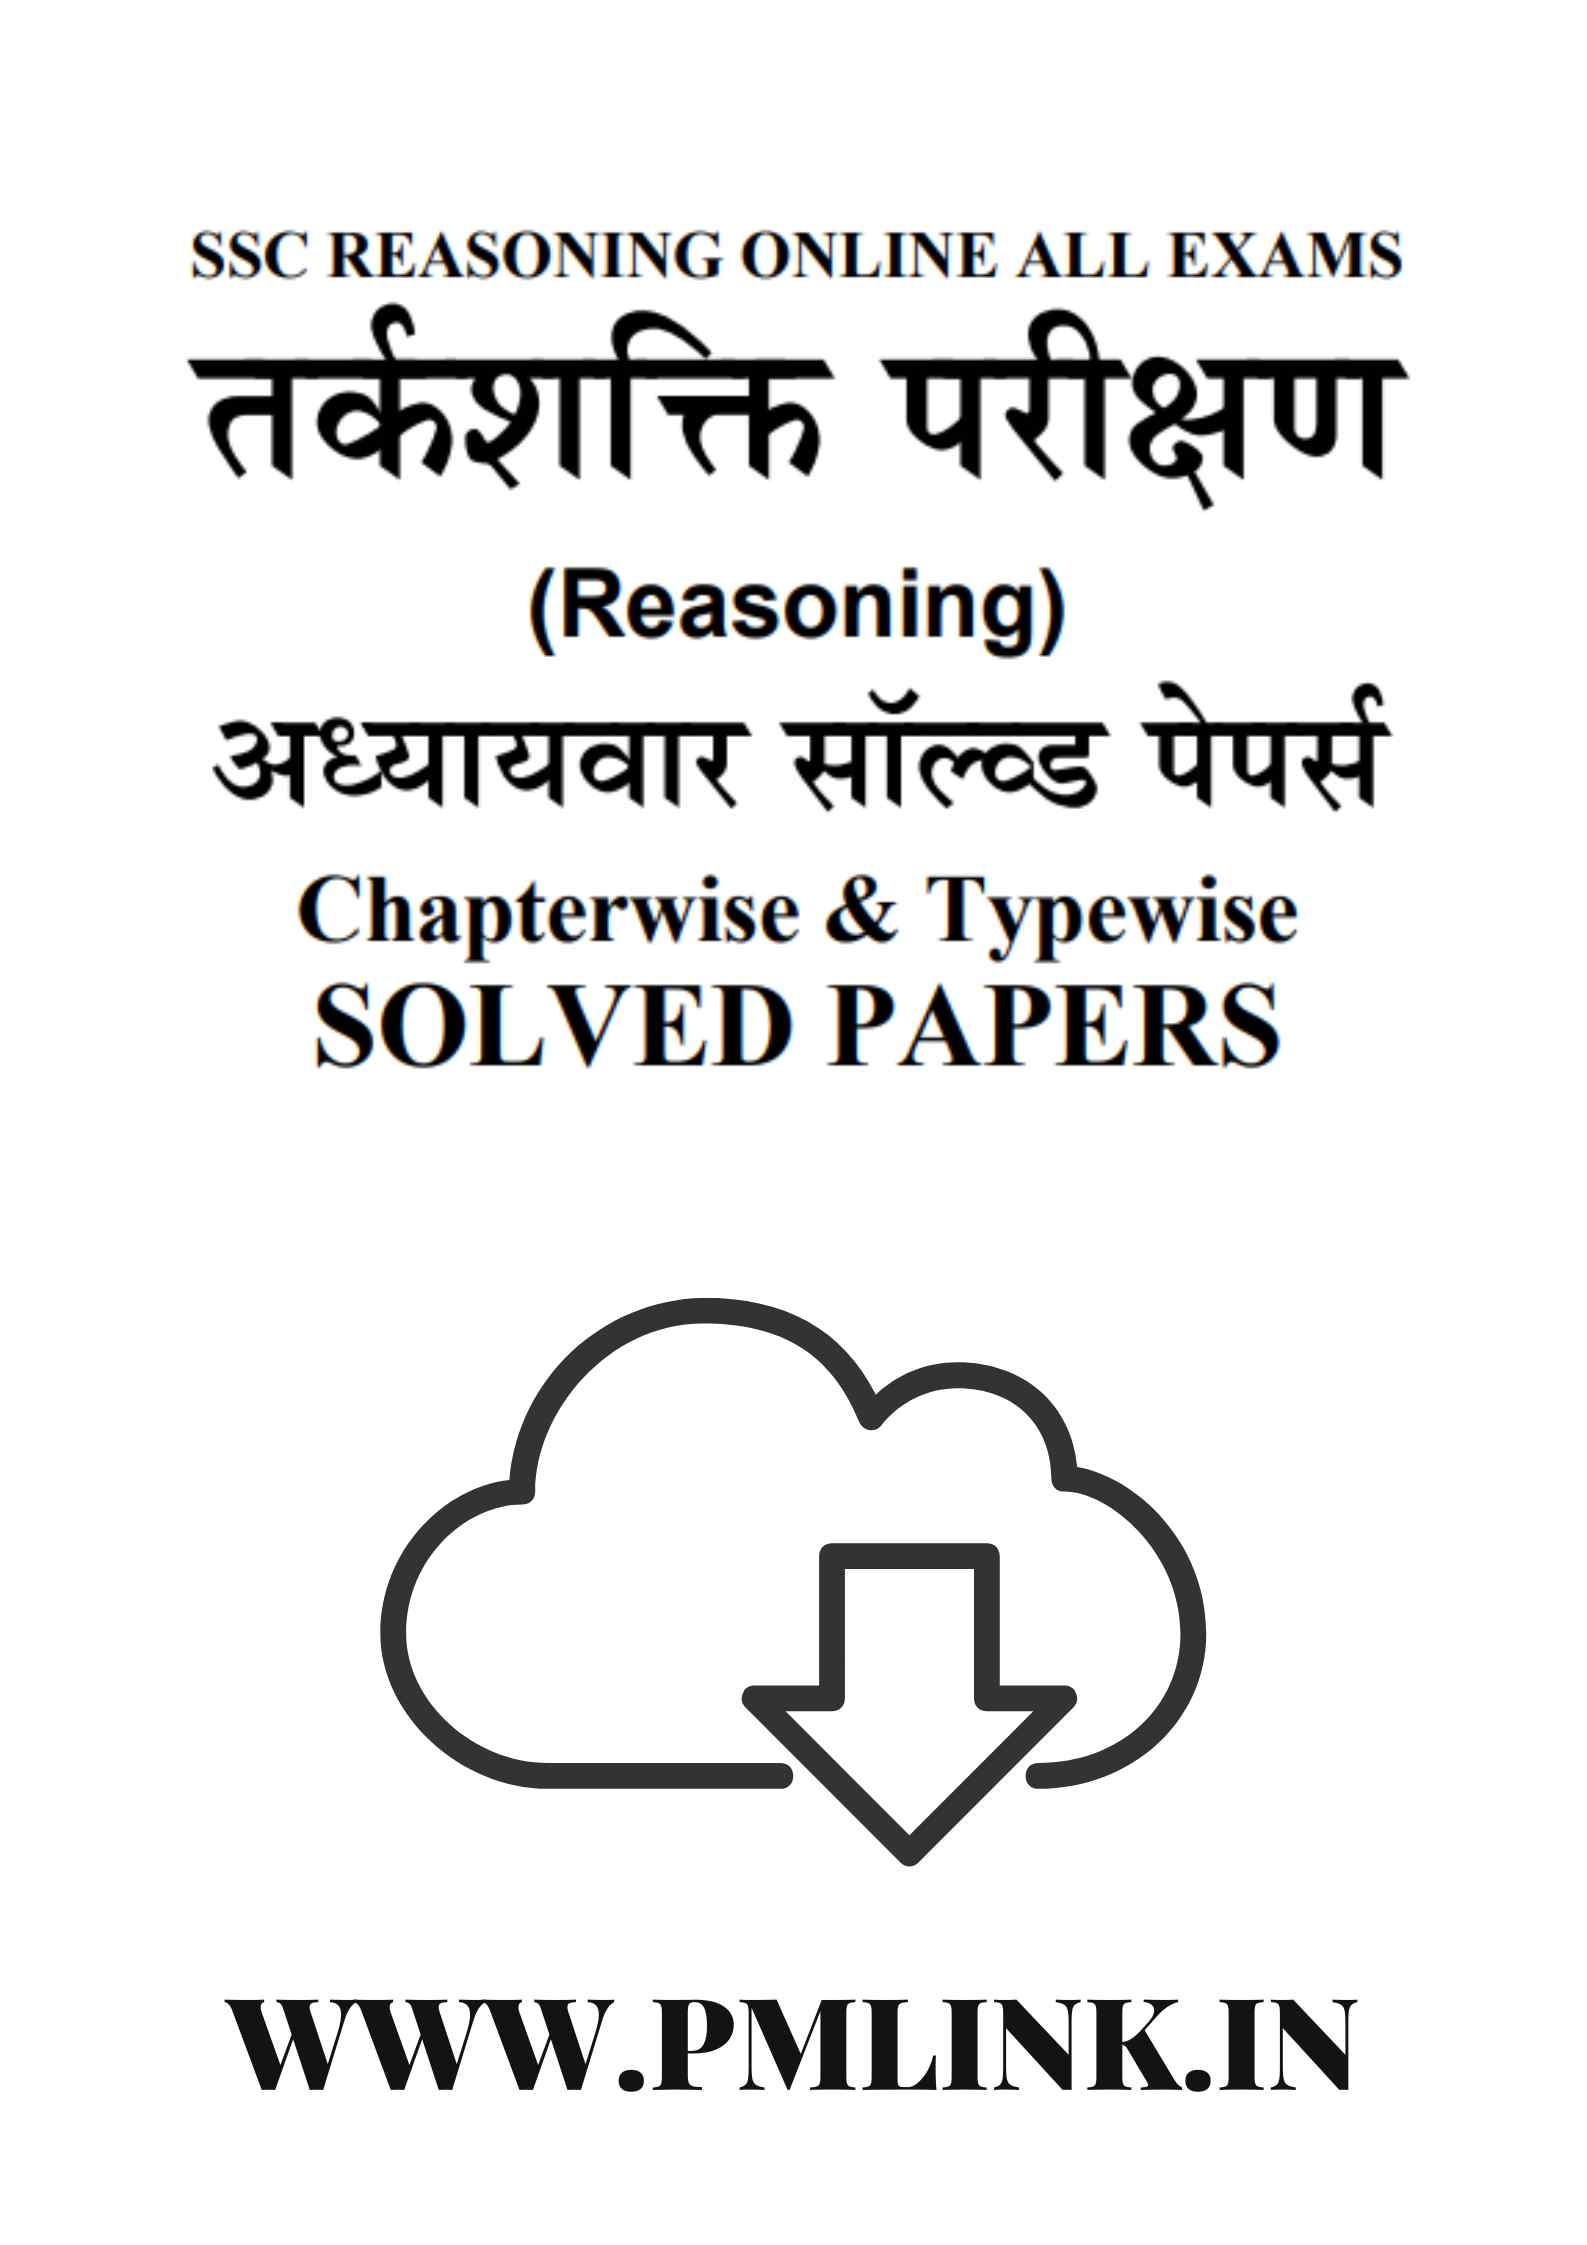 SSC REASONING ONLINE ALL EXAMS
तर्कशक्ति परीक्षण
(Reasoning)
अध्यायवार सॉल्व्ड पेपर्स
Chapterwise & Typewise
SOLVED PAPERS
WWW.PMLINK.IN